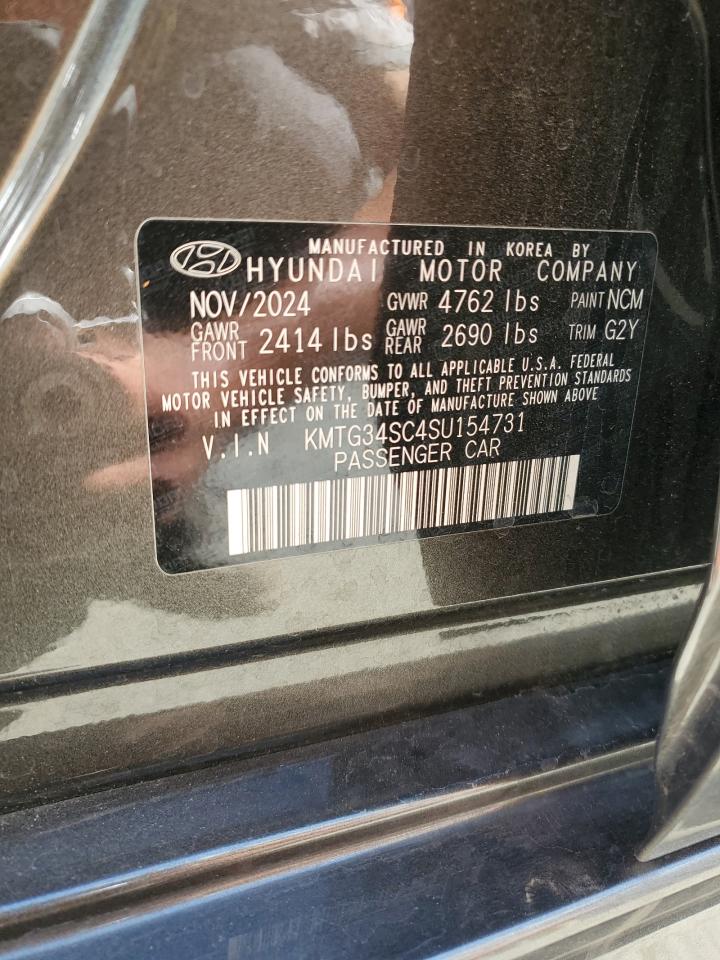 MANUFACTURED IN KOREA BY
HYUNDAI MOTOR COMPANY
NOV/2024 GVWR 4762 lbs PAINT NCM
GAWR FRONT 2414 lbs GAWR REAR 2690 lbs TRIM G2Y
THIS VEHICLE CONFORMS TO ALL APPLICABLE U.S.A. FEDERAL
MOTOR VEHICLE SAFETY, BUMPER, AND THEFT PREVENTION STANDARDS
IN EFFECT ON THE DATE OF MANUFACTURE SHOWN ABOVE
V.I.N KMTG34SC4SU154731
PASSENGER CAR